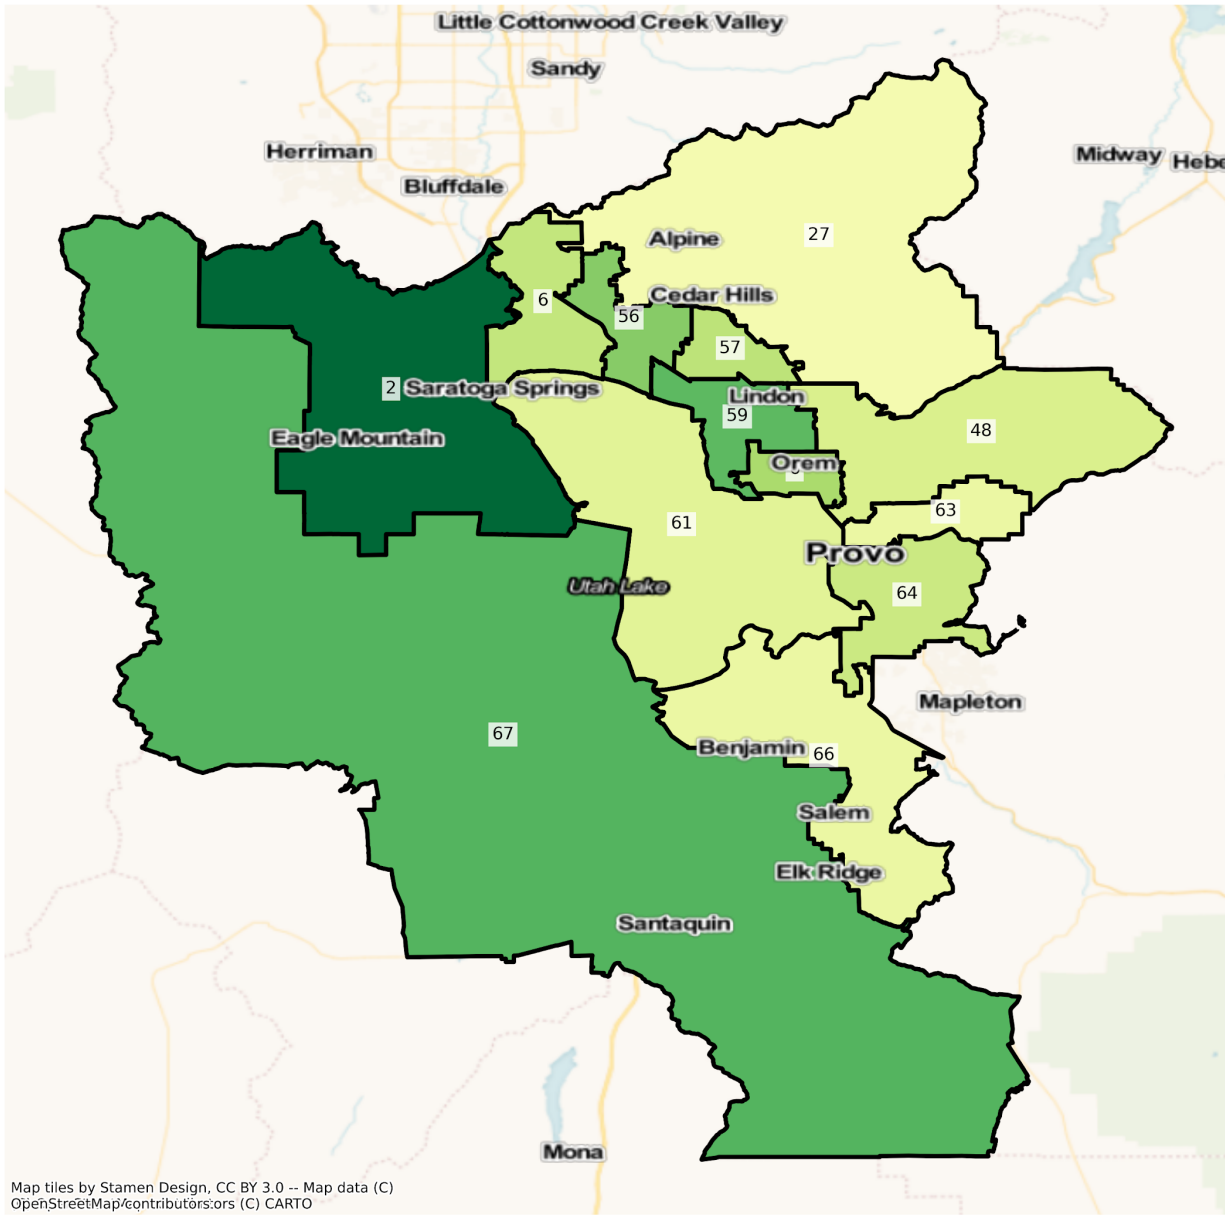 Little Cottonwood Creek Valley
Sandy
Herriman
Midway
Hebe
Bluffdale
27
Alpine
Cedar Hills
6
56
57
2
Saratoga Springs
Lindon
59
Eagle Mountain
48
Orem
63
61
Provo
Utah Lake
64
Mapleton
67
Benjamin
66
Salem
Elk Ridge
Santaquin
Mona
Map tiles by Stamen Design, CC BY 3.0 -- Map data (C)
OpenStreetMap contributors (C) CARTO